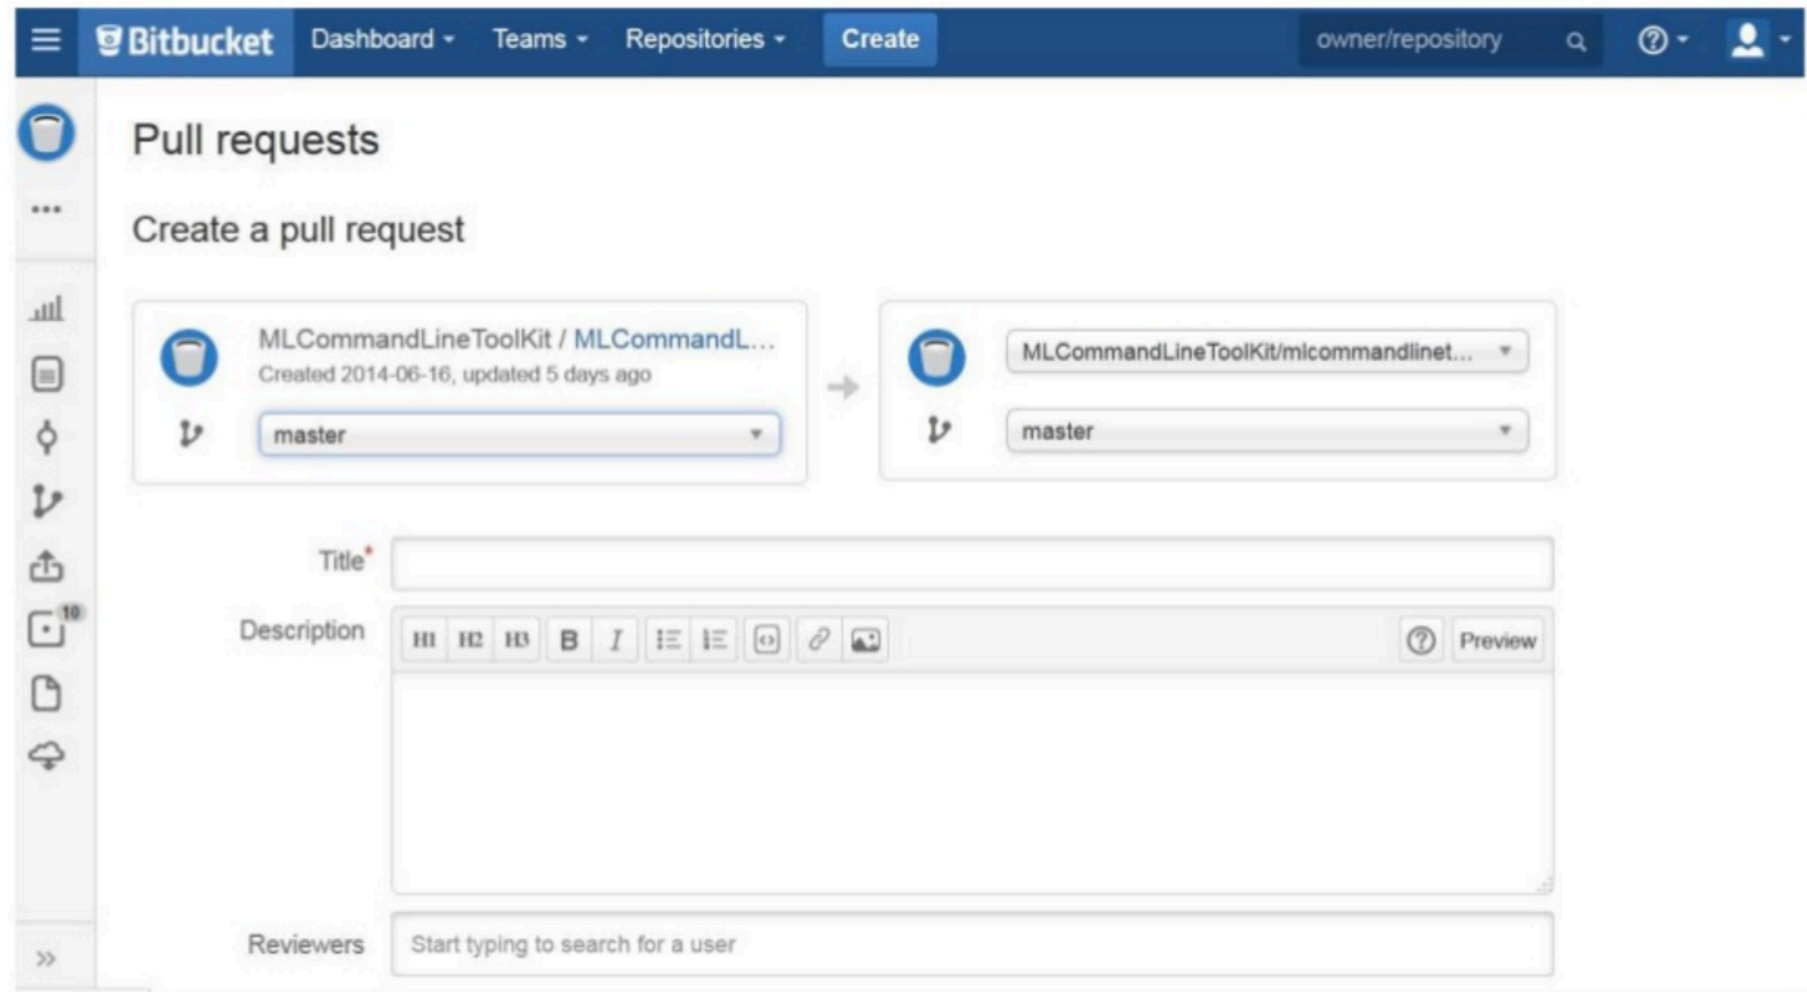 Bitbucket Dashboard Teams Repositories Create owner/repository
Pull requests
Create a pull request
MLCommandLineToolKit / MLCommandL...
Created 2014-06-16, updated 5 days ago
master
MLCommandLineToolKit/mlcommandlinet...
master
Title*
Description H1 H2 H3 B I Preview
10
Reviewers Start typing to search for a user